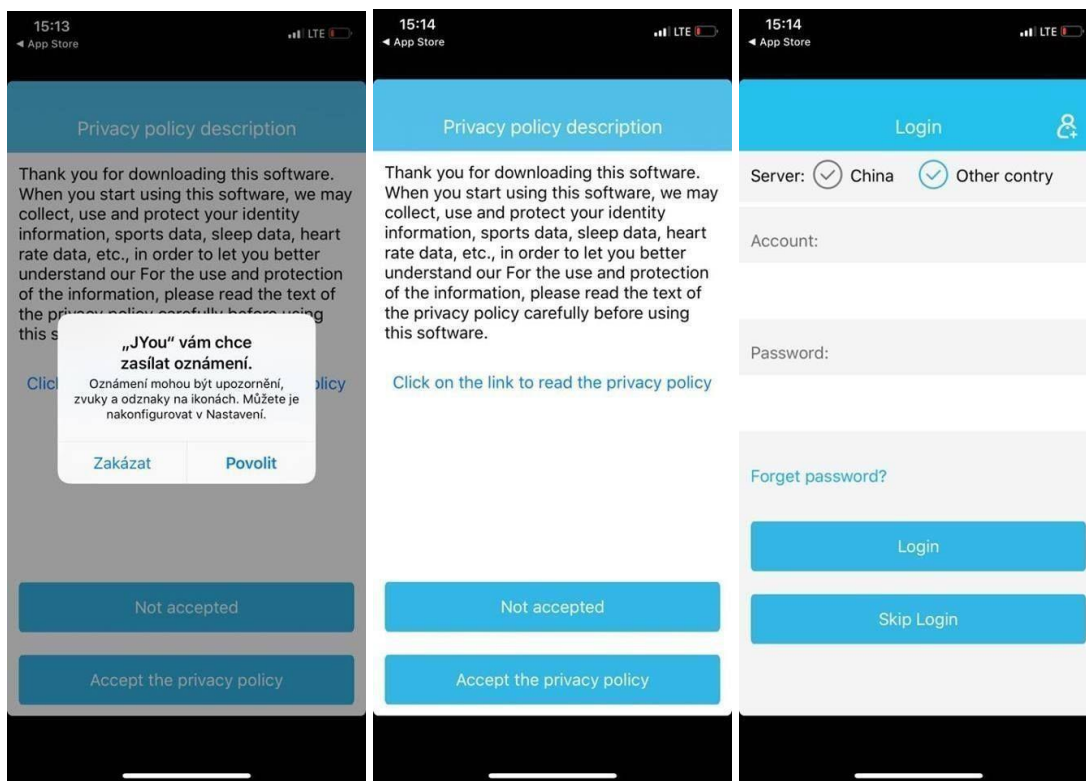 15:13
LTE
◀ App Store
Privacy policy description
Thank you for downloading this software.
When you start using this software, we may
collect, use and protect your identity
information, sports data, sleep data, heart
rate data, etc., in order to let you better
understand our For the use and protection
of the information, please read the text of
the privacy policy carefully before using
this s
„JYou“ vám chce
zasílat oznámení.
Clic
licy
Oznámení mohou být upozornění,
zvuky a odznaky na ikonách. Můžete je
nakonfigurovat v Nastavení.
Zakázat Povolit
Not accepted
Accept the privacy policy
15:14
LTE
◀ App Store
Privacy policy description
Thank you for downloading this software.
When you start using this software, we may
collect, use and protect your identity
information, sports data, sleep data, heart
rate data, etc., in order to let you better
understand our For the use and protection
of the information, please read the text of
the privacy policy carefully before using
this software.
Click on the link to read the privacy policy
Not accepted
Accept the privacy policy
15:14
LTE
◀ App Store
Login
Server: China Other contry
Account:
Password:
Forget password?
Login
Skip Login